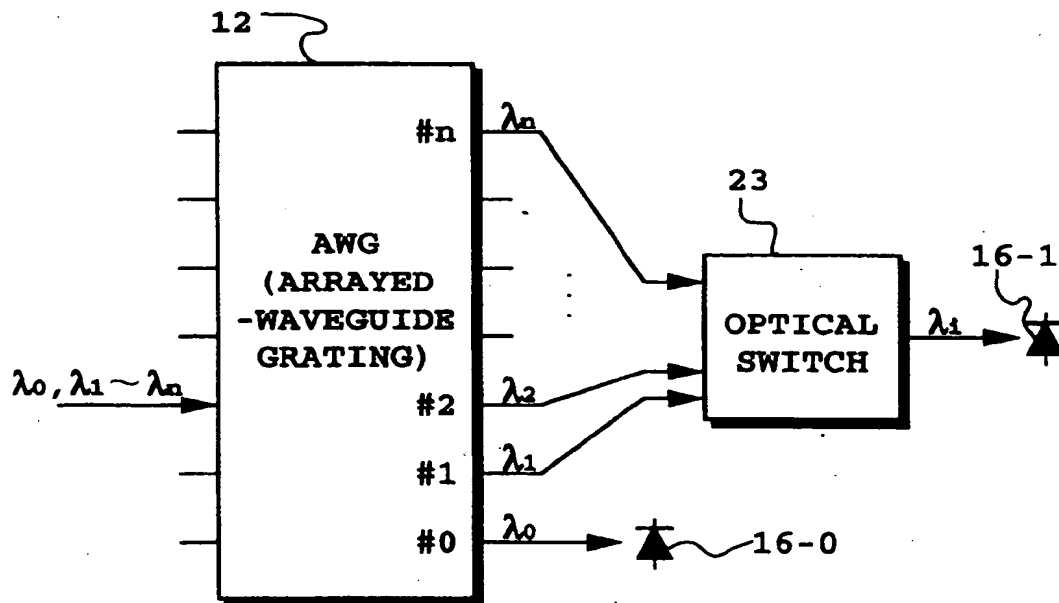 12
#n
λn
23
AWG
(ARRAYED
-WAVEGUIDE
GRATING)
16-1
OPTICAL
SWITCH
λi
λ0, λ1~λn
#2
λ2
#1
λ1
#0
λ0
16-0